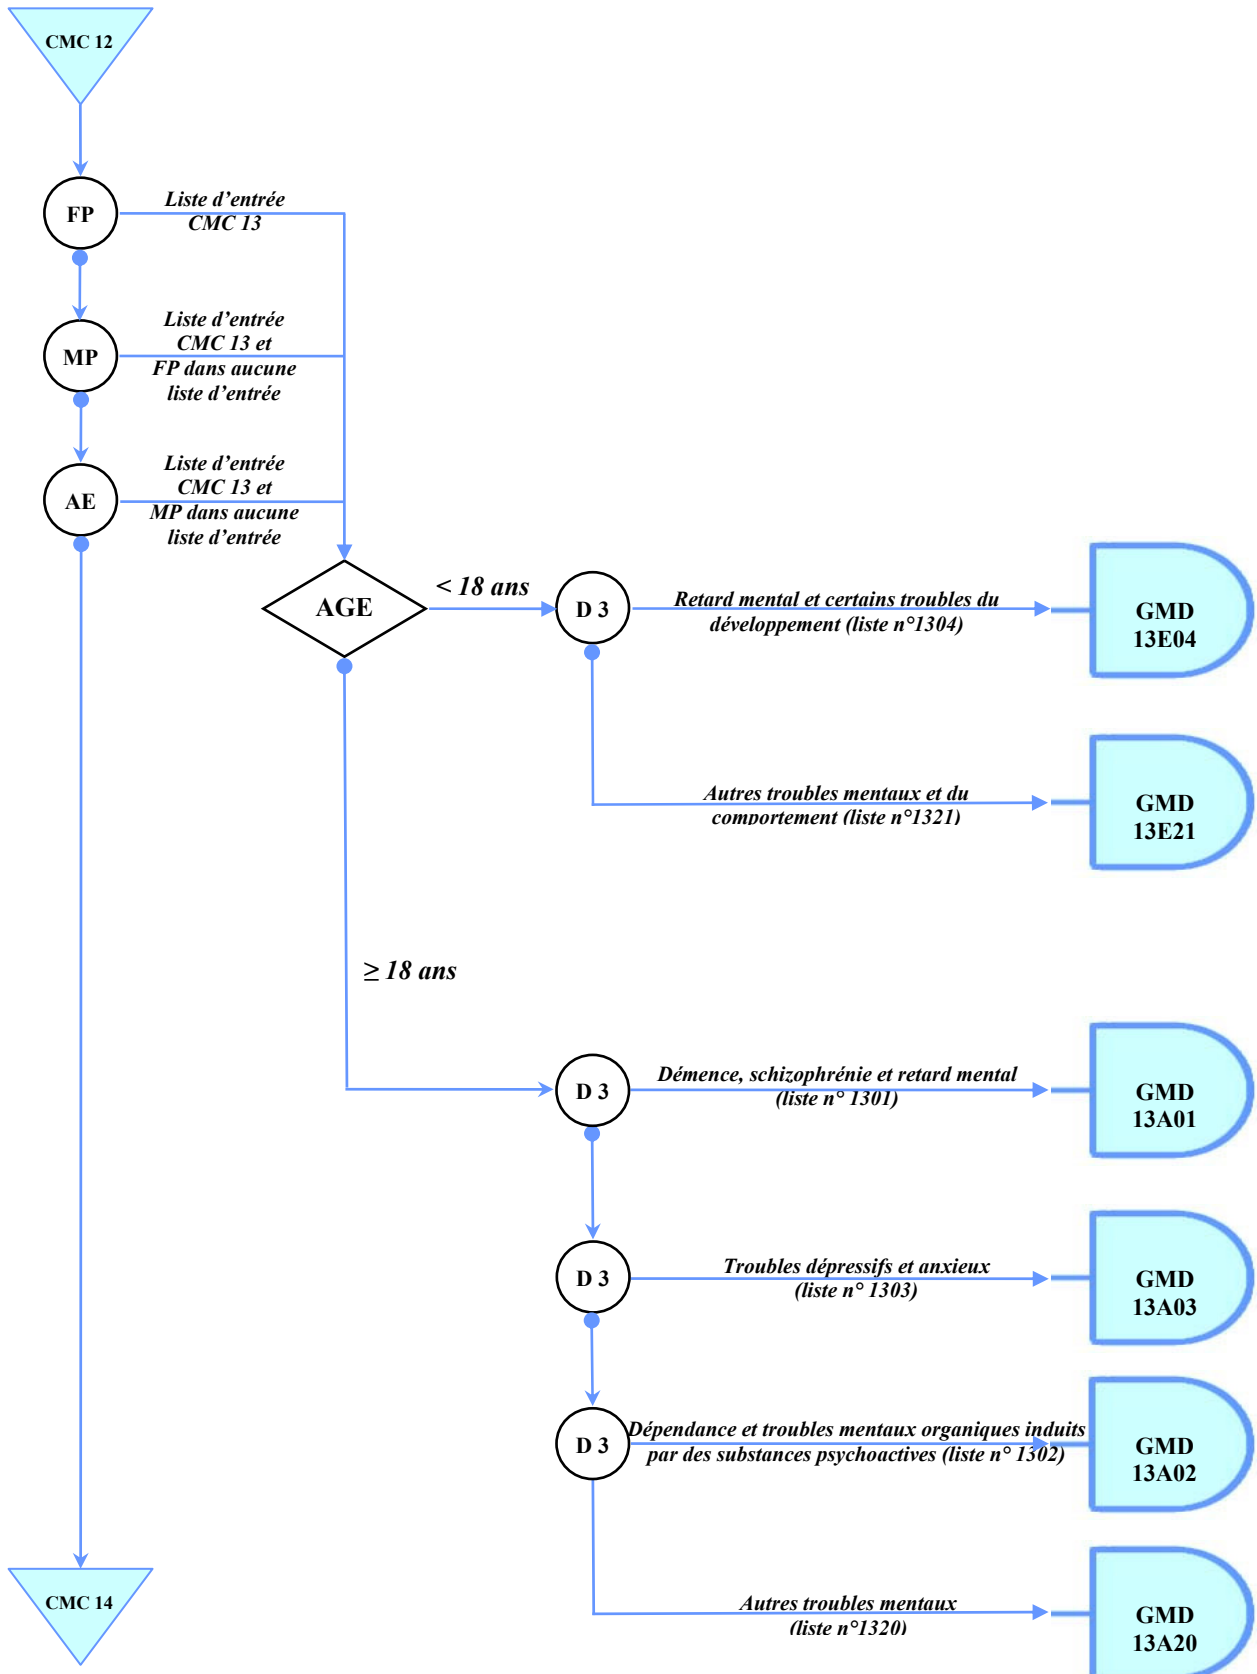 CMC 12
FP
Liste d’entrée
CMC 13
MP
Liste d’entrée
CMC 13 et
FP dans aucune
liste d’entrée
AE
Liste d’entrée
CMC 13 et
MP dans aucune
liste d’entrée
AGE
< 18 ans
D 3
Retard mental et certains troubles du
développement (liste n°1304)
GMD
13E04
Autres troubles mentaux et du
comportement (liste n°1321)
GMD
13E21
≥ 18 ans
D 3
Démence, schizophrénie et retard mental
(liste n° 1301)
GMD
13A01
D 3
Troubles dépressifs et anxieux
(liste n° 1303)
GMD
13A03
D 3
Dépendance et troubles mentaux organiques induits
par des substances psychoactives (liste n° 1302)
GMD
13A02
Autres troubles mentaux
(liste n°1320)
GMD
13A20
CMC 14